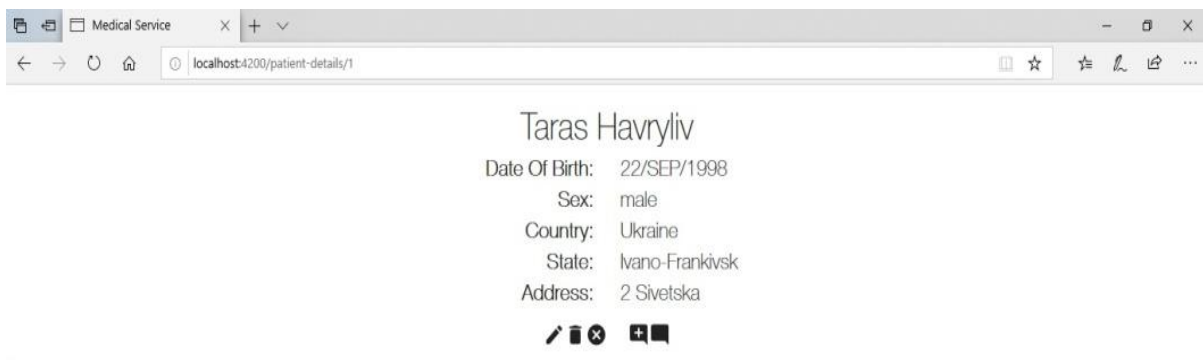 Medical Service
localhost:4200/patient-details/1
Taras Havryliv
Date Of Birth: 22/SEP/1998
Sex: male
Country: Ukraine
State: Ivano-Frankivsk
Address: 2 Sivetska